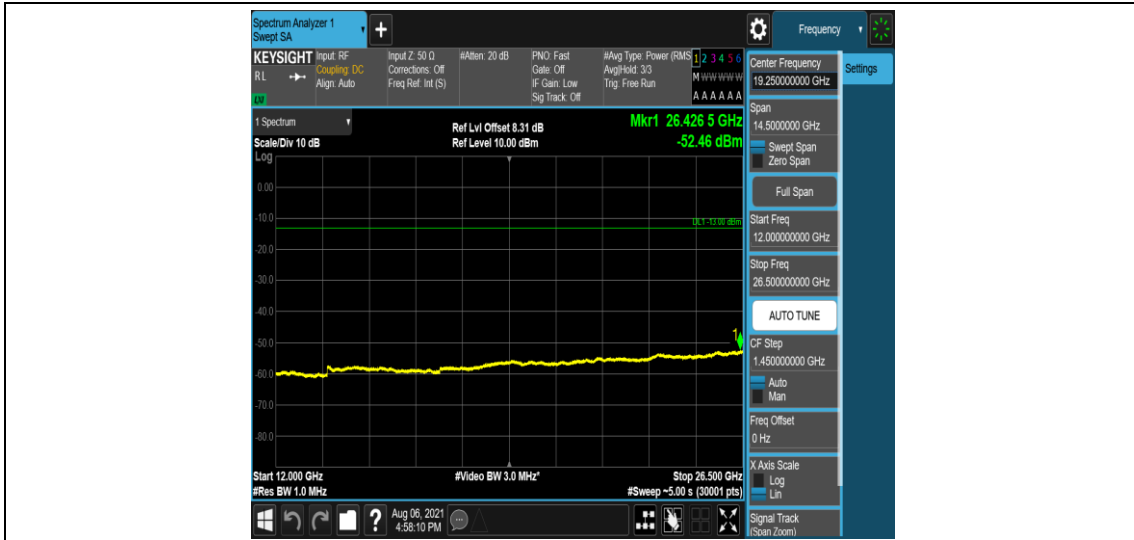 Spectrum Analyzer 1
Swept SA
Frequency
KEYSIGHT
RL
LXI
Input: RF
Coupling: DC
Align: Auto
Input Z: 50 Ω
Corrections: Off
Freq Ref: Int (S)
#Atten: 20 dB
PNO: Fast
Gate: Off
IF Gain: Low
Sig Track: Off
#Avg Type: Power (RMS
Avg|Hold: 3/3
Trig: Free Run
1 2 3 4 5 6
M W W W W W
A A A A A A
1 Spectrum
Scale/Div 10 dB
Log
Ref Lvl Offset 8.31 dB
Ref Level 10.00 dBm
Mkr1 26.426 5 GHz
-52.46 dBm
0.00
-10.0
DL1 -13.00 dBm
-20.0
-30.0
-40.0
1
-50.0
-60.0
-70.0
-80.0
Start 12.000 GHz
#Res BW 1.0 MHz
#Video BW 3.0 MHz*
Stop 26.500 GHz
#Sweep ~5.00 s (30001 pts)
Center Frequency
19.250000000 GHz
Settings
Span
14.5000000 GHz
Swept Span
Zero Span
Full Span
Start Freq
12.000000000 GHz
Stop Freq
26.500000000 GHz
AUTO TUNE
CF Step
1.450000000 GHz
Auto
Man
Freq Offset
0 Hz
X Axis Scale
Log
Lin
Signal Track
(Span Zoom)
?
Aug 06, 2021
4:58:10 PM